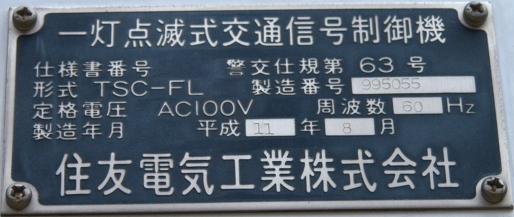 一灯点滅式交通信号制御機
仕様書番号 警交仕規第 63 号
形式 TSC-FL 製造番号 995055
定格電圧 AC100V 周波数 60 Hz
製造年月 平成 11 年 8 月
住友電気工業株式会社